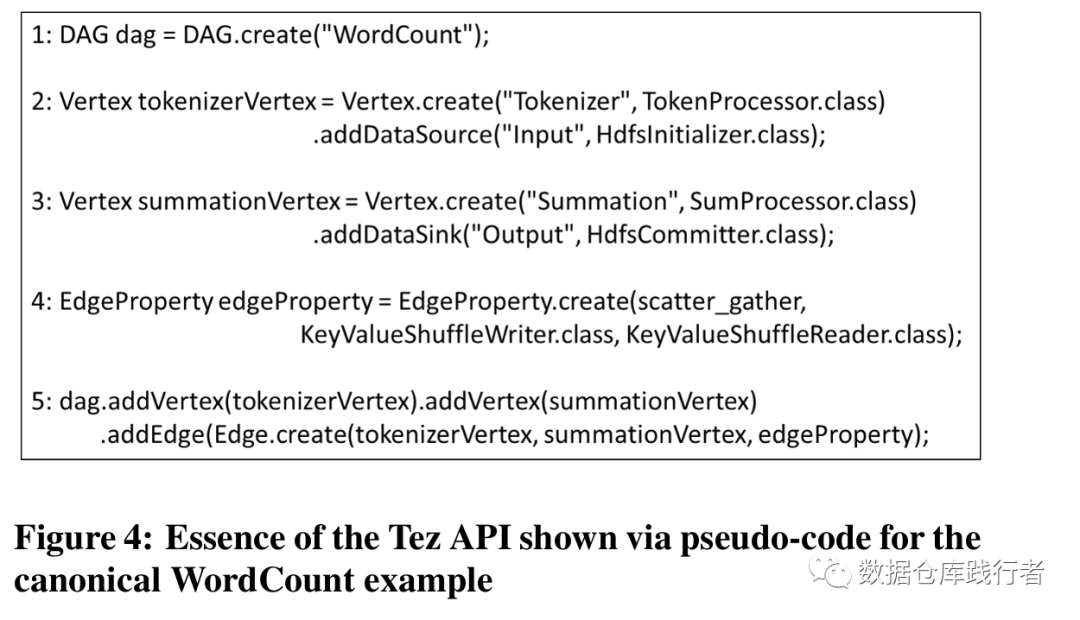 1: DAG dag = DAG.create("WordCount");
2: Vertex tokenizerVertex = Vertex.create("Tokenizer", TokenProcessor.class)
.addDataSource("Input", HdfsInitializer.class);
3: Vertex summationVertex = Vertex.create("Summation", SumProcessor.class)
.addDataSink("Output", HdfsCommitter.class);
4: EdgeProperty edgeProperty = EdgeProperty.create(scatter_gather,
KeyValueShuffleWriter.class, KeyValueShuffleReader.class);
5: dag.addVertex(tokenizerVertex).addVertex(summationVertex)
.addEdge(Edge.create(tokenizerVertex, summationVertex, edgeProperty);
Figure 4: Essence of the Tez API shown via pseudo-code for the
canonical WordCount example
数据仓库践行者